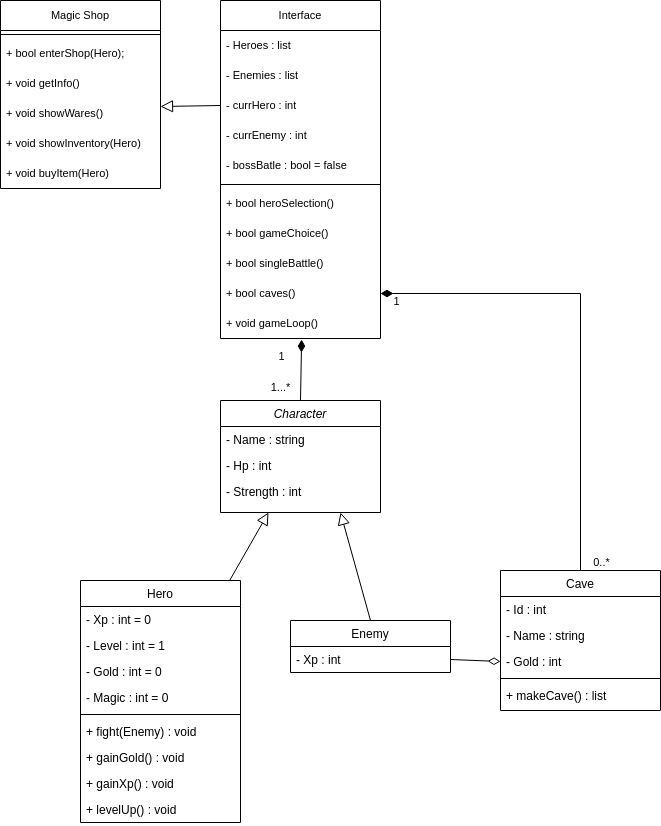 Magic Shop
+ bool enterShop(Hero);
+ void getInfo()
+ void showWares()
+ void showInventory(Hero)
+ void buyItem(Hero)
Interface
- Heroes : list
- Enemies : list
- currHero : int
- currEnemy : int
- bossBatle : bool = false
+ bool heroSelection()
+ bool gameChoice()
+ bool singleBattle()
+ bool caves()
+ void gameLoop()
1
1
1...*
Character
- Name : string
- Hp : int
- Strength : int
0..*
Hero
- Xp : int = 0
- Level : int = 1
- Gold : int = 0
- Magic : int = 0
+ fight(Enemy) : void
+ gainGold() : void
+ gainXp() : void
+ levelUp() : void
Enemy
- Xp : int
Cave
- Id : int
- Name : string
- Gold : int
+ makeCave() : list